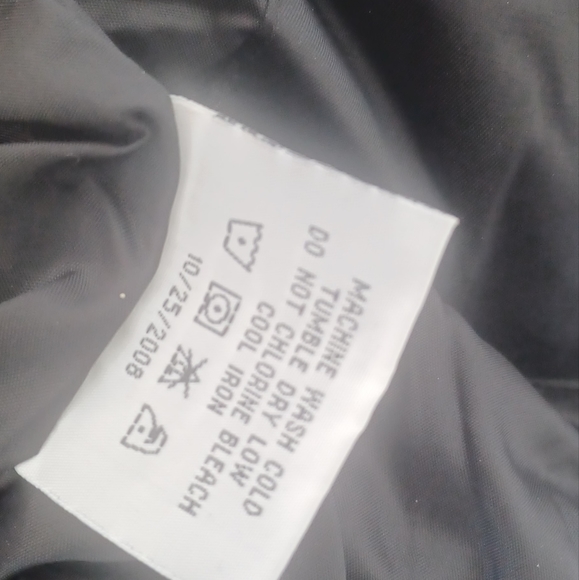 MACHINE WASH COLD
TUMBLE DRY LOW
DO NOT CHLORINE BLEACH
COOL IRON
10/25/2008